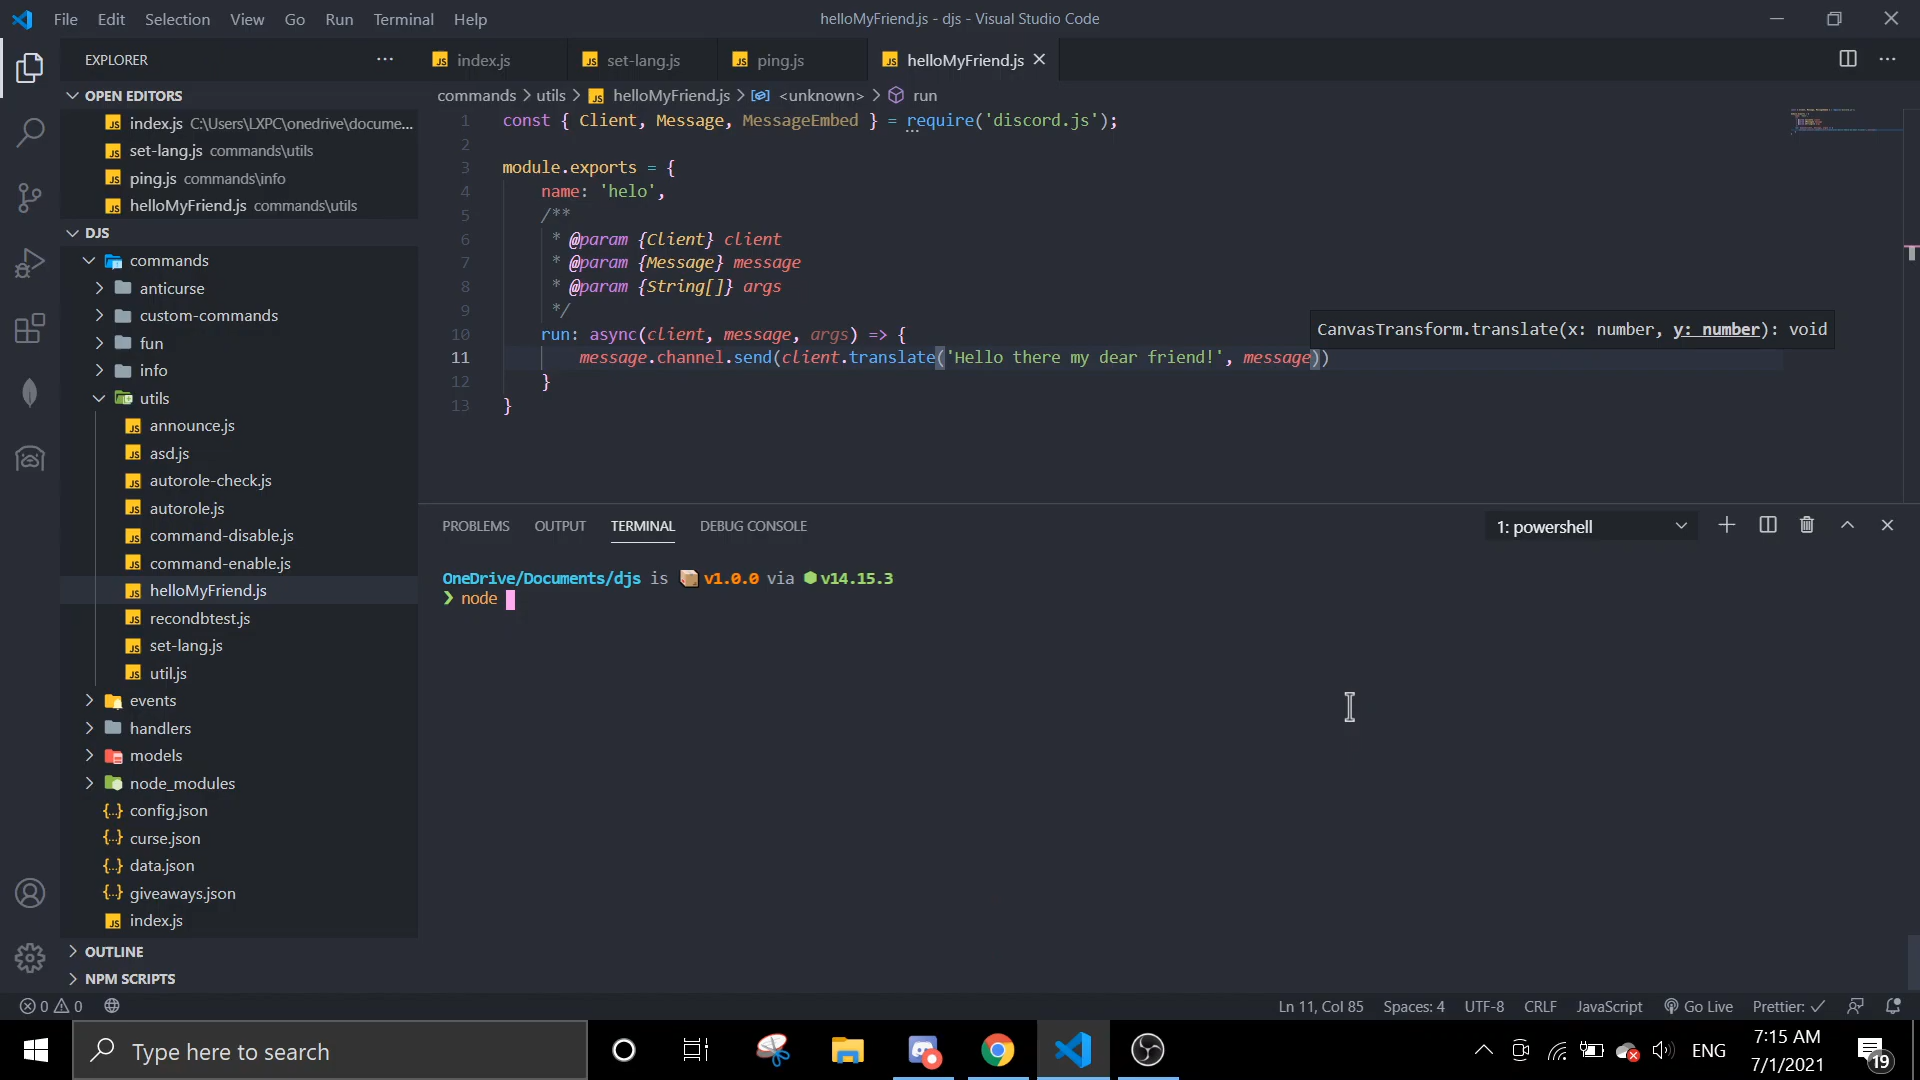 File Edit Selection View Go Run Terminal Help
helloMyFriend.js - djs - Visual Studio Code
EXPLORER
index.js
set-lang.js
ping.js
helloMyFriend.js
OPEN EDITORS
index.js C:\Users\LXPC\onedrive\docume...
set-lang.js commands\utils
ping.js commands\info
helloMyFriend.js commands\utils
DJS
commands
anticurse
custom-commands
fun
info
utils
announce.js
asd.js
autorole-check.js
autorole.js
command-disable.js
command-enable.js
helloMyFriend.js
recondbtest.js
set-lang.js
util.js
events
handlers
models
node_modules
config.json
curse.json
data.json
giveaways.json
index.js
OUTLINE
NPM SCRIPTS
commands > utils > helloMyFriend.js > <unknown> > run
1 const { Client, Message, MessageEmbed } = require('discord.js');
2
3 module.exports = {
4 name: 'helo',
5 /**
6 * @param {Client} client
7 * @param {Message} message
8 * @param {String[]} args
9 */
10 run: async(client, message, args) => {
11 message.channel.send(client.translate('Hello there my dear friend!', message))
12 }
13 }
CanvasTransform.translate(x: number, y: number): void
PROBLEMS OUTPUT TERMINAL DEBUG CONSOLE
1: powershell
OneDrive/Documents/djs is v1.0.0 via v14.15.3
❯ node
0 0
Ln 11, Col 85 Spaces: 4 UTF-8 CRLF JavaScript Go Live Prettier: ✓
Type here to search
ENG
7:15 AM
7/1/2021
19